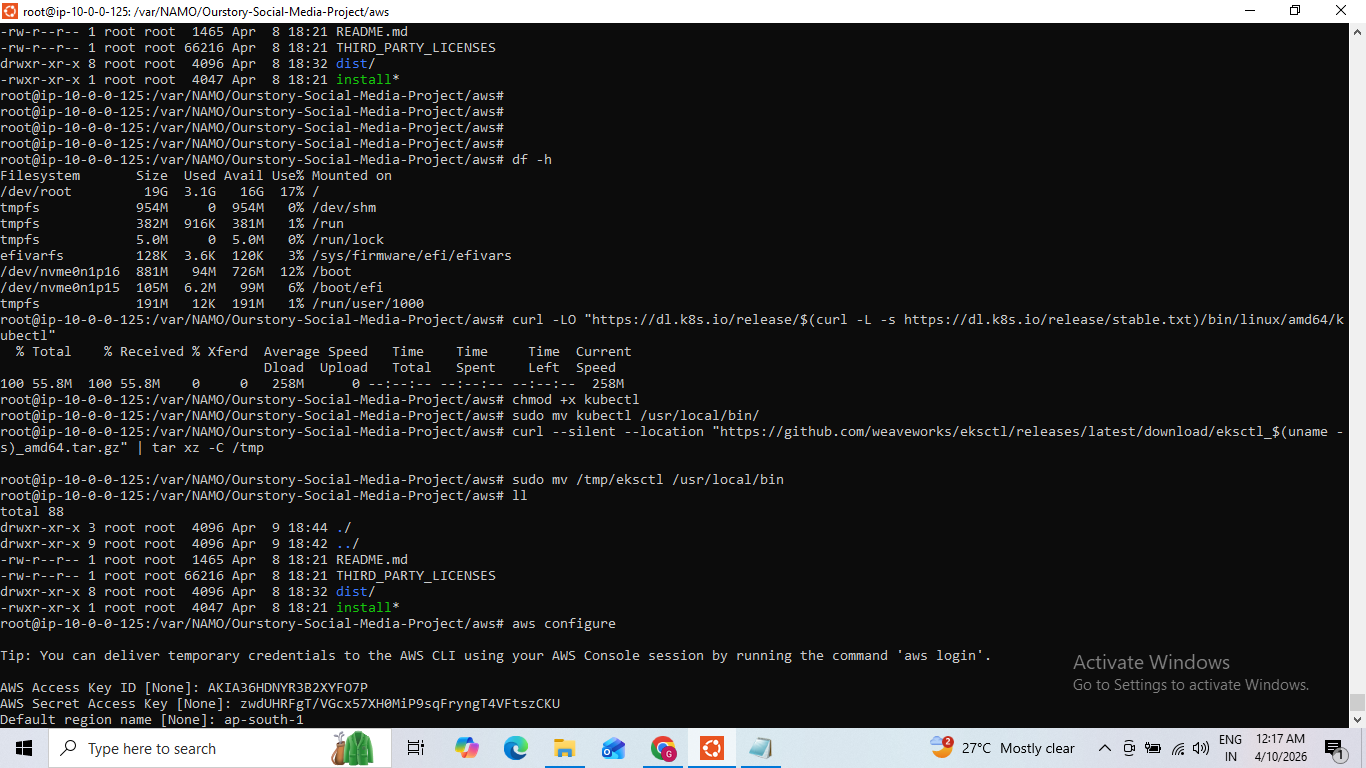 root@ip-10-0-0-125: /var/NAMO/Ourstory-Social-Media-Project/aws
-rw-r--r-- 1 root root  1465 Apr  8 18:21 README.md
-rw-r--r-- 1 root root 66216 Apr  8 18:21 THIRD_PARTY_LICENSES
drwxr-xr-x 8 root root  4096 Apr  8 18:32 dist/
-rwxr-xr-x 1 root root  4047 Apr  8 18:21 install*
root@ip-10-0-0-125:/var/NAMO/Ourstory-Social-Media-Project/aws#
root@ip-10-0-0-125:/var/NAMO/Ourstory-Social-Media-Project/aws#
root@ip-10-0-0-125:/var/NAMO/Ourstory-Social-Media-Project/aws#
root@ip-10-0-0-125:/var/NAMO/Ourstory-Social-Media-Project/aws#
root@ip-10-0-0-125:/var/NAMO/Ourstory-Social-Media-Project/aws# df -h
Filesystem       Size  Used Avail Use% Mounted on
/dev/root         19G  3.1G   16G  17% /
tmpfs            954M     0  954M   0% /dev/shm
tmpfs            382M  916K  381M   1% /run
tmpfs            5.0M     0  5.0M   0% /run/lock
efivarfs         128K  3.6K  120K   3% /sys/firmware/efi/efivars
/dev/nvme0n1p16  881M   94M  726M  12% /boot
/dev/nvme0n1p15  105M  6.2M   99M   6% /boot/efi
tmpfs            191M   12K  191M   1% /run/user/1000
root@ip-10-0-0-125:/var/NAMO/Ourstory-Social-Media-Project/aws# curl -LO "https://dl.k8s.io/release/$(curl -L -s https://dl.k8s.io/release/stable.txt)/bin/linux/amd64/k
ubectl"
  % Total    % Received % Xferd  Average Speed   Time    Time     Time  Current
                                 Dload  Upload   Total   Spent    Left  Speed
100 55.8M  100 55.8M    0     0   258M      0 --:--:-- --:--:-- --:--:--  258M
root@ip-10-0-0-125:/var/NAMO/Ourstory-Social-Media-Project/aws# chmod +x kubectl
root@ip-10-0-0-125:/var/NAMO/Ourstory-Social-Media-Project/aws# sudo mv kubectl /usr/local/bin/
root@ip-10-0-0-125:/var/NAMO/Ourstory-Social-Media-Project/aws# curl --silent --location "https://github.com/weaveworks/eksctl/releases/latest/download/eksctl_$(uname -
s)_amd64.tar.gz" | tar xz -C /tmp
root@ip-10-0-0-125:/var/NAMO/Ourstory-Social-Media-Project/aws# sudo mv /tmp/eksctl /usr/local/bin
root@ip-10-0-0-125:/var/NAMO/Ourstory-Social-Media-Project/aws# ll
total 88
drwxr-xr-x 3 root root  4096 Apr  9 18:44 ./
drwxr-xr-x 9 root root  4096 Apr  9 18:42 ../
-rw-r--r-- 1 root root  1465 Apr  8 18:21 README.md
-rw-r--r-- 1 root root 66216 Apr  8 18:21 THIRD_PARTY_LICENSES
drwxr-xr-x 8 root root  4096 Apr  8 18:32 dist/
-rwxr-xr-x 1 root root  4047 Apr  8 18:21 install*
root@ip-10-0-0-125:/var/NAMO/Ourstory-Social-Media-Project/aws# aws configure
Tip: You can deliver temporary credentials to the AWS CLI using your AWS Console session by running the command 'aws login'.
AWS Access Key ID [None]: AKIA36HDNYR3B2XYFO7P
AWS Secret Access Key [None]: zwdUHRFgT/VGcx57XH0MiP9sqFryngT4VFtszCKU
Default region name [None]: ap-south-1
Activate Windows
Go to Settings to activate Windows.
Type here to search
G
2
27°C Mostly clear
ENG
IN
12:17 AM
4/10/2026
1